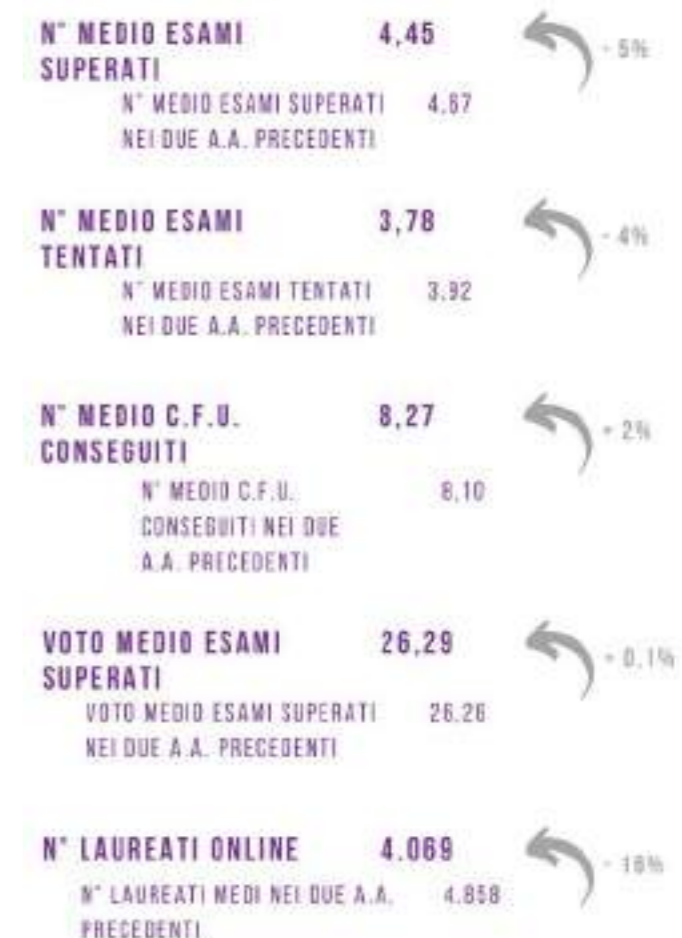 N° MEDIO ESAMI 4,45 - 5%
SUPERATI
N° MEDIO ESAMI SUPERATI 4,67
NEI DUE A.A. PRECEDENTI
N° MEDIO ESAMI 3,78 - 4%
TENTATI
N° MEDIO ESAMI TENTATI 3,92
NEI DUE A.A. PRECEDENTI
N° MEDIO C.F.U. 8,27 + 2%
CONSEGUITI
N° MEDIO C.F.U. 8,10
CONSEGUITI NEI DUE
A.A. PRECEDENTI
VOTO MEDIO ESAMI 26,29 + 0,1%
SUPERATI
VOTO MEDIO ESAMI SUPERATI 26,26
NEI DUE A.A. PRECEDENTI
N° LAUREATI ONLINE 4.069 - 16%
N° LAUREATI MEDI NEI DUE A.A. 4.858
PRECEDENTI